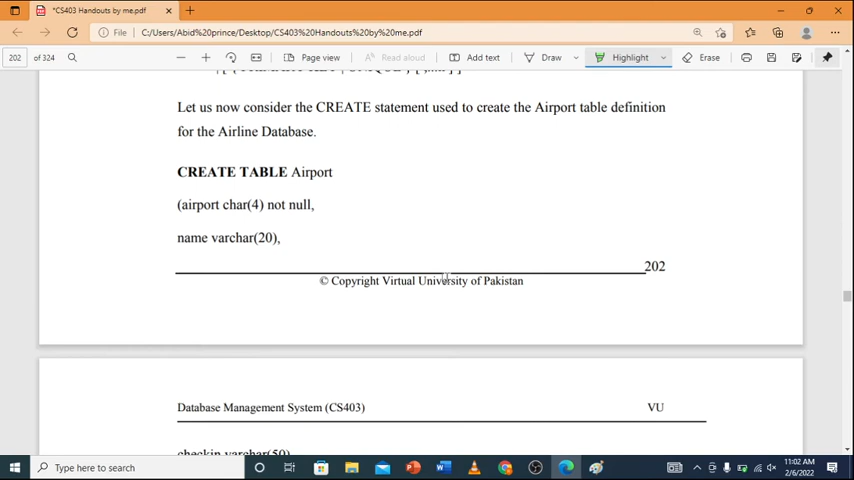 *CS403 Handouts by me.pdf
File
C:/Users/Abid%20prince/Desktop/CS403%20Handouts%20by%20me.pdf
202 of 324
Page view
Read aloud
Add text
Draw
Highlight
Erase
Let us now consider the CREATE statement used to create the Airport table definition
for the Airline Database.
CREATE TABLE Airport
(airport char(4) not null,
name varchar(20),
202
© Copyright Virtual University of Pakistan
Database Management System (CS403) VU
checkin varchar(50),
Type here to search
11:02 AM
2/6/2022